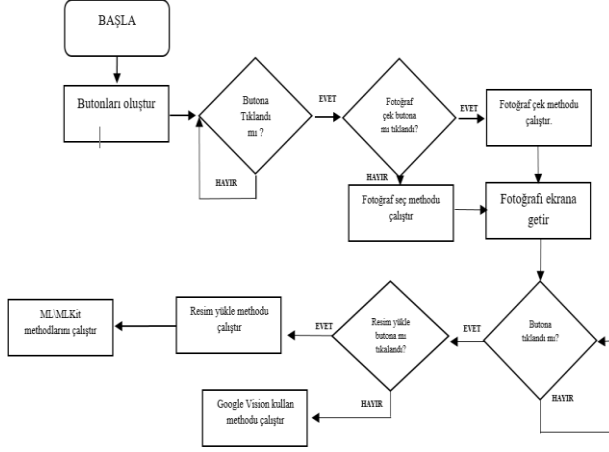 BAŞLA
Butonları oluştur
Butona
Tıklandı
mı ?
HAYIR
EVET
Fotoğraf
çek butona
mı tıklandı?
EVET
HAYIR
Fotoğraf çek methodu
çalıştır.
Fotoğraf seç methodu
çalıştır
Fotoğrafı ekrana
getir
Butona
tıklandı mı?
HAYIR
EVET
Resim yükle
butona mı
tıkalandı?
EVET
HAYIR
Resim yükle methodu
çalıştır
ML\MLKit
methodlarını çalıştır
Google Vision kullan
methodu çalıştır